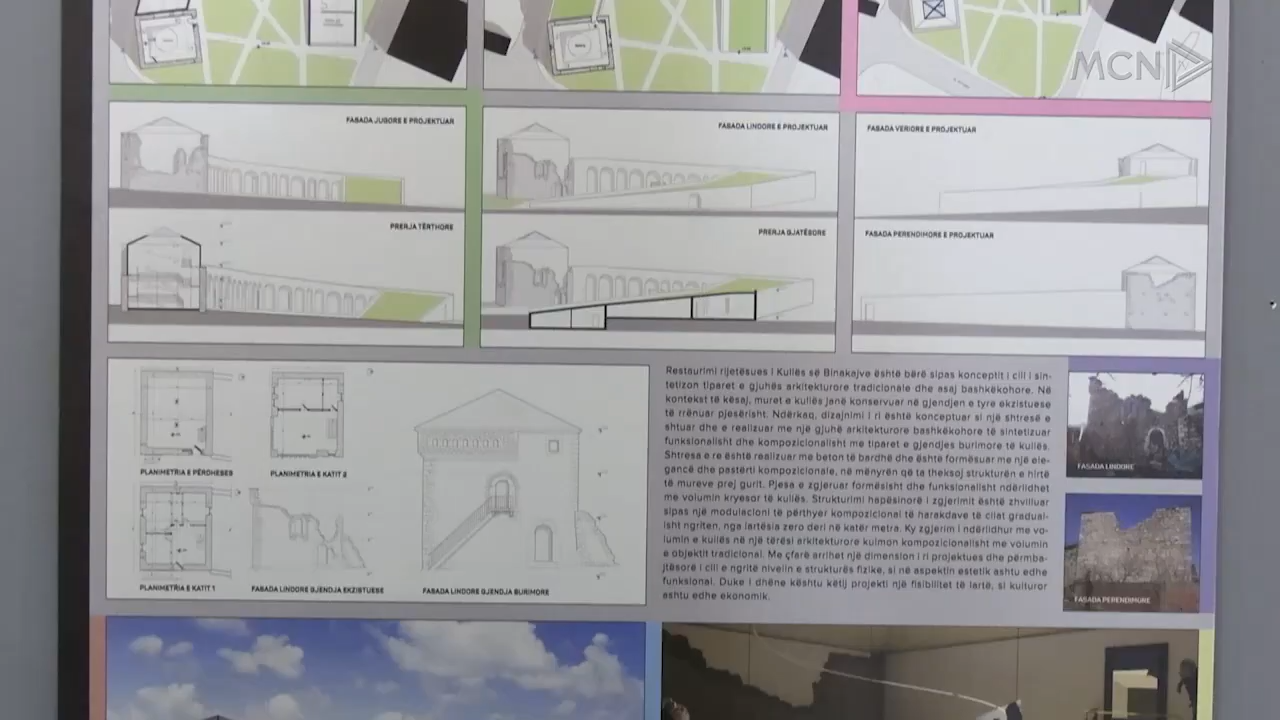 MCN
FASADA JUGORE E PROJEKTUAR
FASADA LINDORE E PROJEKTUAR
FASADA VERIORE E PROJEKTUAR
PRERJA TËRTHORE
PRERJA GJATËSORE
FASADA PERENDIMORE E PROJEKTUAR
PLANIMETRIA E PËRDHESES
PLANIMETRIA E KATIT 2
PLANIMETRIA E KATIT 1
FASADA LINDORE GJENDJA EKZISTUESE
FASADA LINDORE GJENDJA BURIMORE
Restaurimi rijetësues i Kullës së Binakajve është bërë sipas konceptit i cili i sin-
tetizon tiparet e gjuhës arkitekturore tradicionale dhe asaj bashkëkohore. Në
kontekst të kësaj, muret e kullës janë konservuar në gjendjen e tyre ekzistuese
të rrënuar pjesërisht. Ndërkaq, dizajnimi i ri është konceptuar si një shtresë e
shtuar dhe e realizuar me një gjuhë arkitekturore bashkëkohore të sintetizuar
funksionalisht dhe kompozicionalisht me tiparet e gjendjes burimore të kullës.
Shtresa e re është realizuar me beton të bardhë dhe është formësuar me një ele-
gancë dhe pastërti kompozicionale, në mënyrën që ta theksoj strukturën e hirtë
të mureve prej gurit. Pjesa e zgjeruar formësisht dhe funksionalisht ndërlidhet
me volumin kryesor të kullës. Strukturimi hapësinorë i zgjerimit është zhvilluar
sipas një modulacioni të përthyer kompozicional të harakdave të cilat gradual-
isht ngriten, nga lartësia zero deri në katër metra. Ky zgjerim i ndërlidhur me vo-
lumin e kullës në një tërësi arkitekturore kulmon kompozicionalisht me volumin
e objektit tradicional. Me çfarë arrihet një dimension i ri projektues dhe përmba-
jtësorë i cili e ngritë nivelin e strukturës fizike, si në aspektin estetik ashtu edhe
funksional. Duke i dhëne kështu këtij projekti një fisibilitet të lartë, si kulturor
ashtu edhe ekonomik.
FASADA LINDORE
FASADA PERENDIMORE